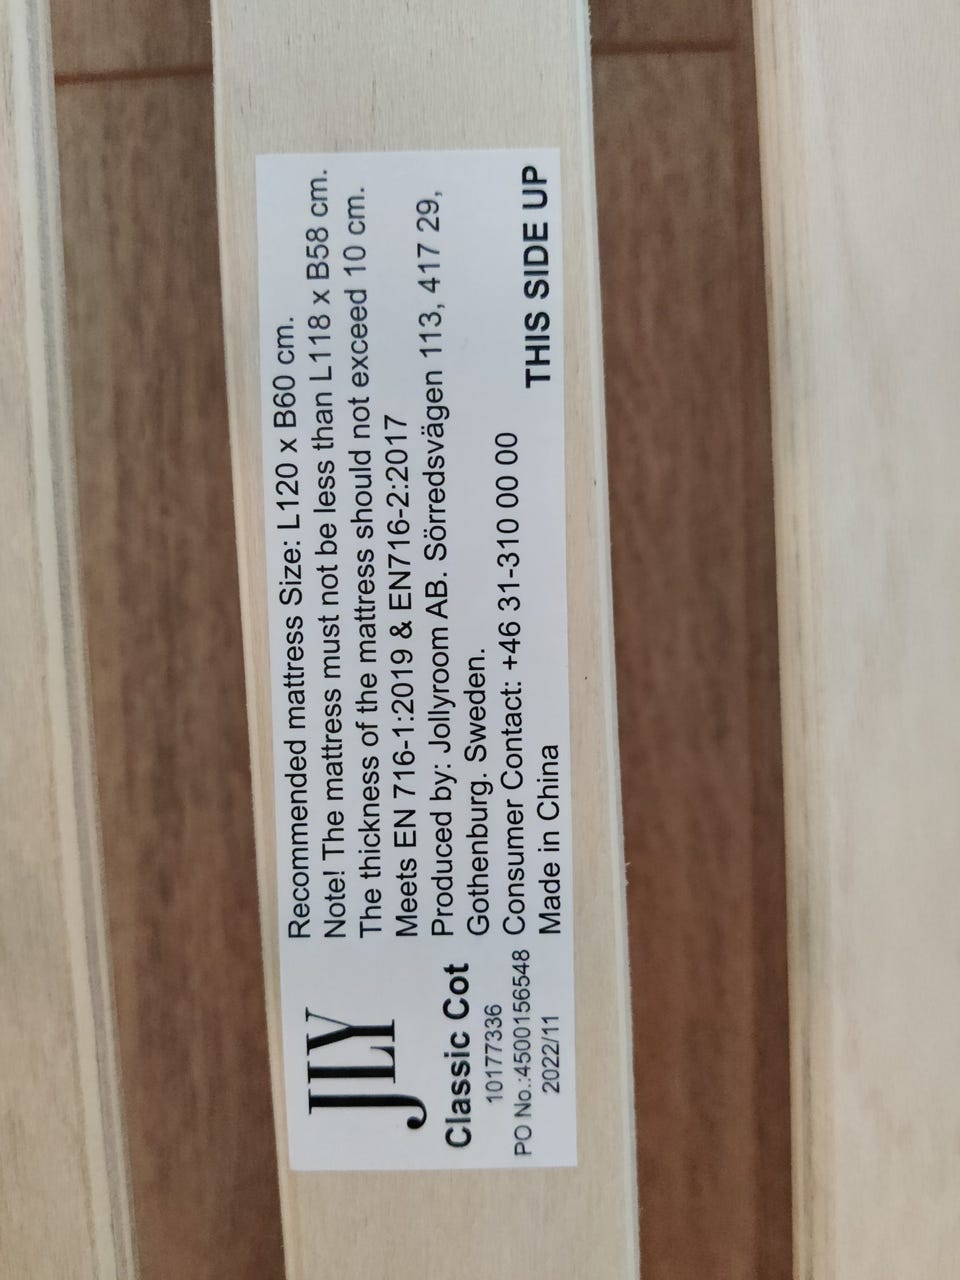 JLY
Classic Cot
10177336
PO No.:4500156548
2022/11
Recommended mattress Size: L120 x B60 cm.
Note! The mattress must not be less than L118 x B58 cm.
The thickness of the mattress should not exceed 10 cm.
Meets EN 716-1:2019 & EN716-2:2017
Produced by: Jollyroom AB. Sörredsvägen 113, 417 29,
Gothenburg. Sweden.
Consumer Contact: +46 31-310 00 00
Made in China
THIS SIDE UP